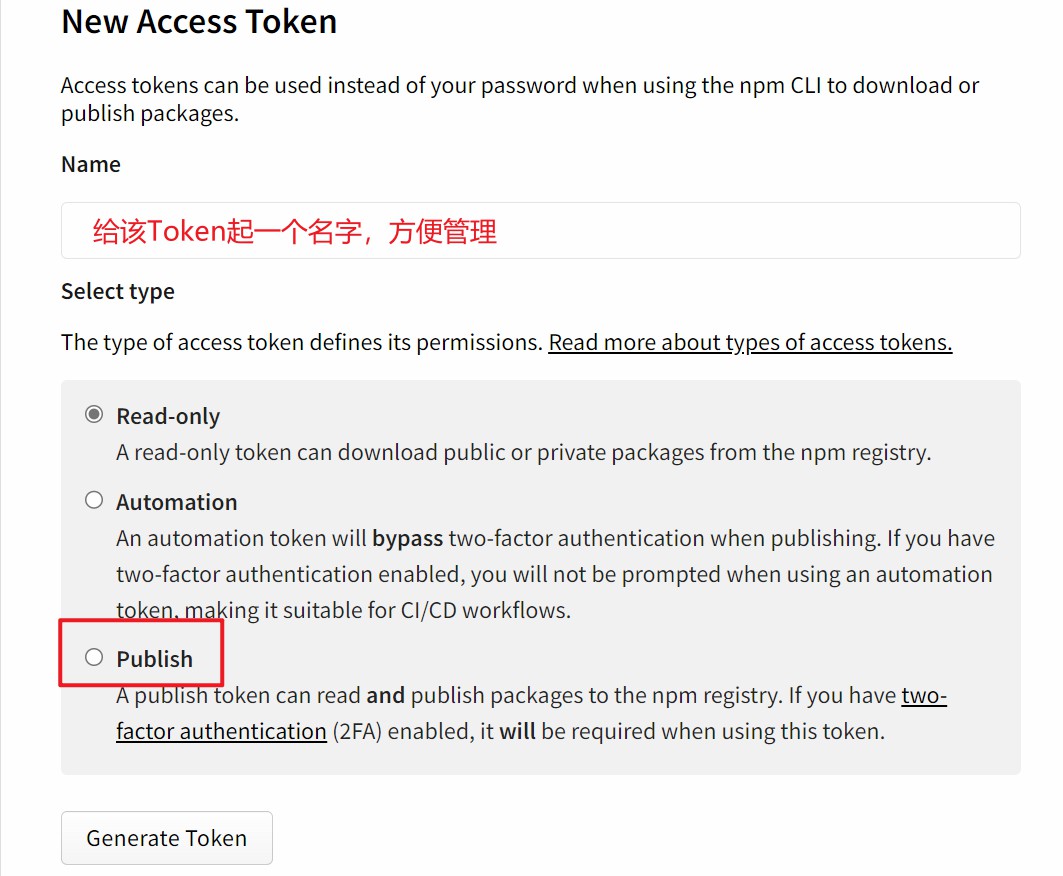 New Access Token
Access tokens can be used instead of your password when using the npm CLI to download or
publish packages.
Name
给该Token起一个名字，方便管理
Select type
The type of access token defines its permissions. Read more about types of access tokens.
Read-only
A read-only token can download public or private packages from the npm registry.
Automation
An automation token will bypass two-factor authentication when publishing. If you have
two-factor authentication enabled, you will not be prompted when using an automation
token, making it suitable for CI/CD workflows.
Publish
A publish token can read and publish packages to the npm registry. If you have two-
factor authentication (2FA) enabled, it will be required when using this token.
Generate Token